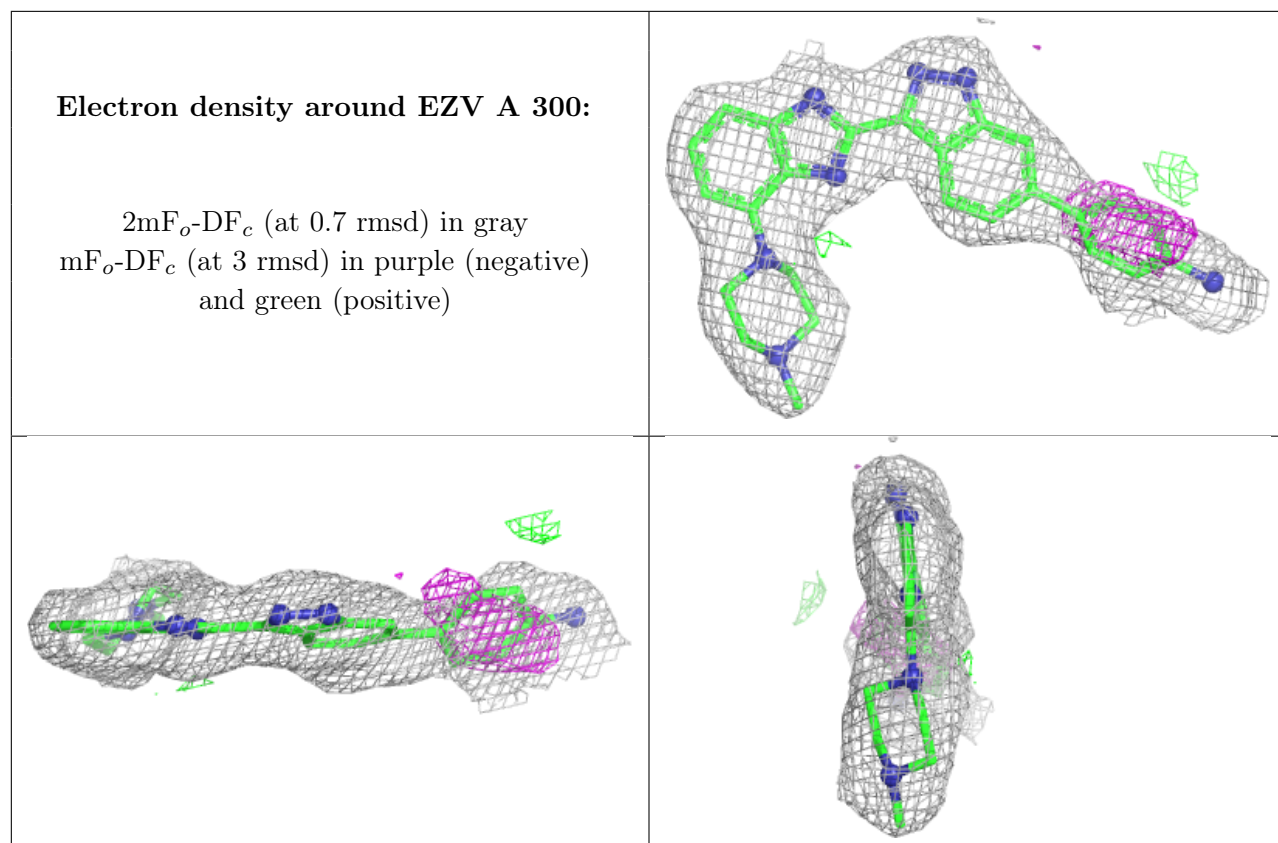 Electron density around EZV A 300:
2mFₒ-DF𝒸 (at 0.7 rmsd) in gray
mFₒ-DF𝒸 (at 3 rmsd) in purple (negative)
and green (positive)